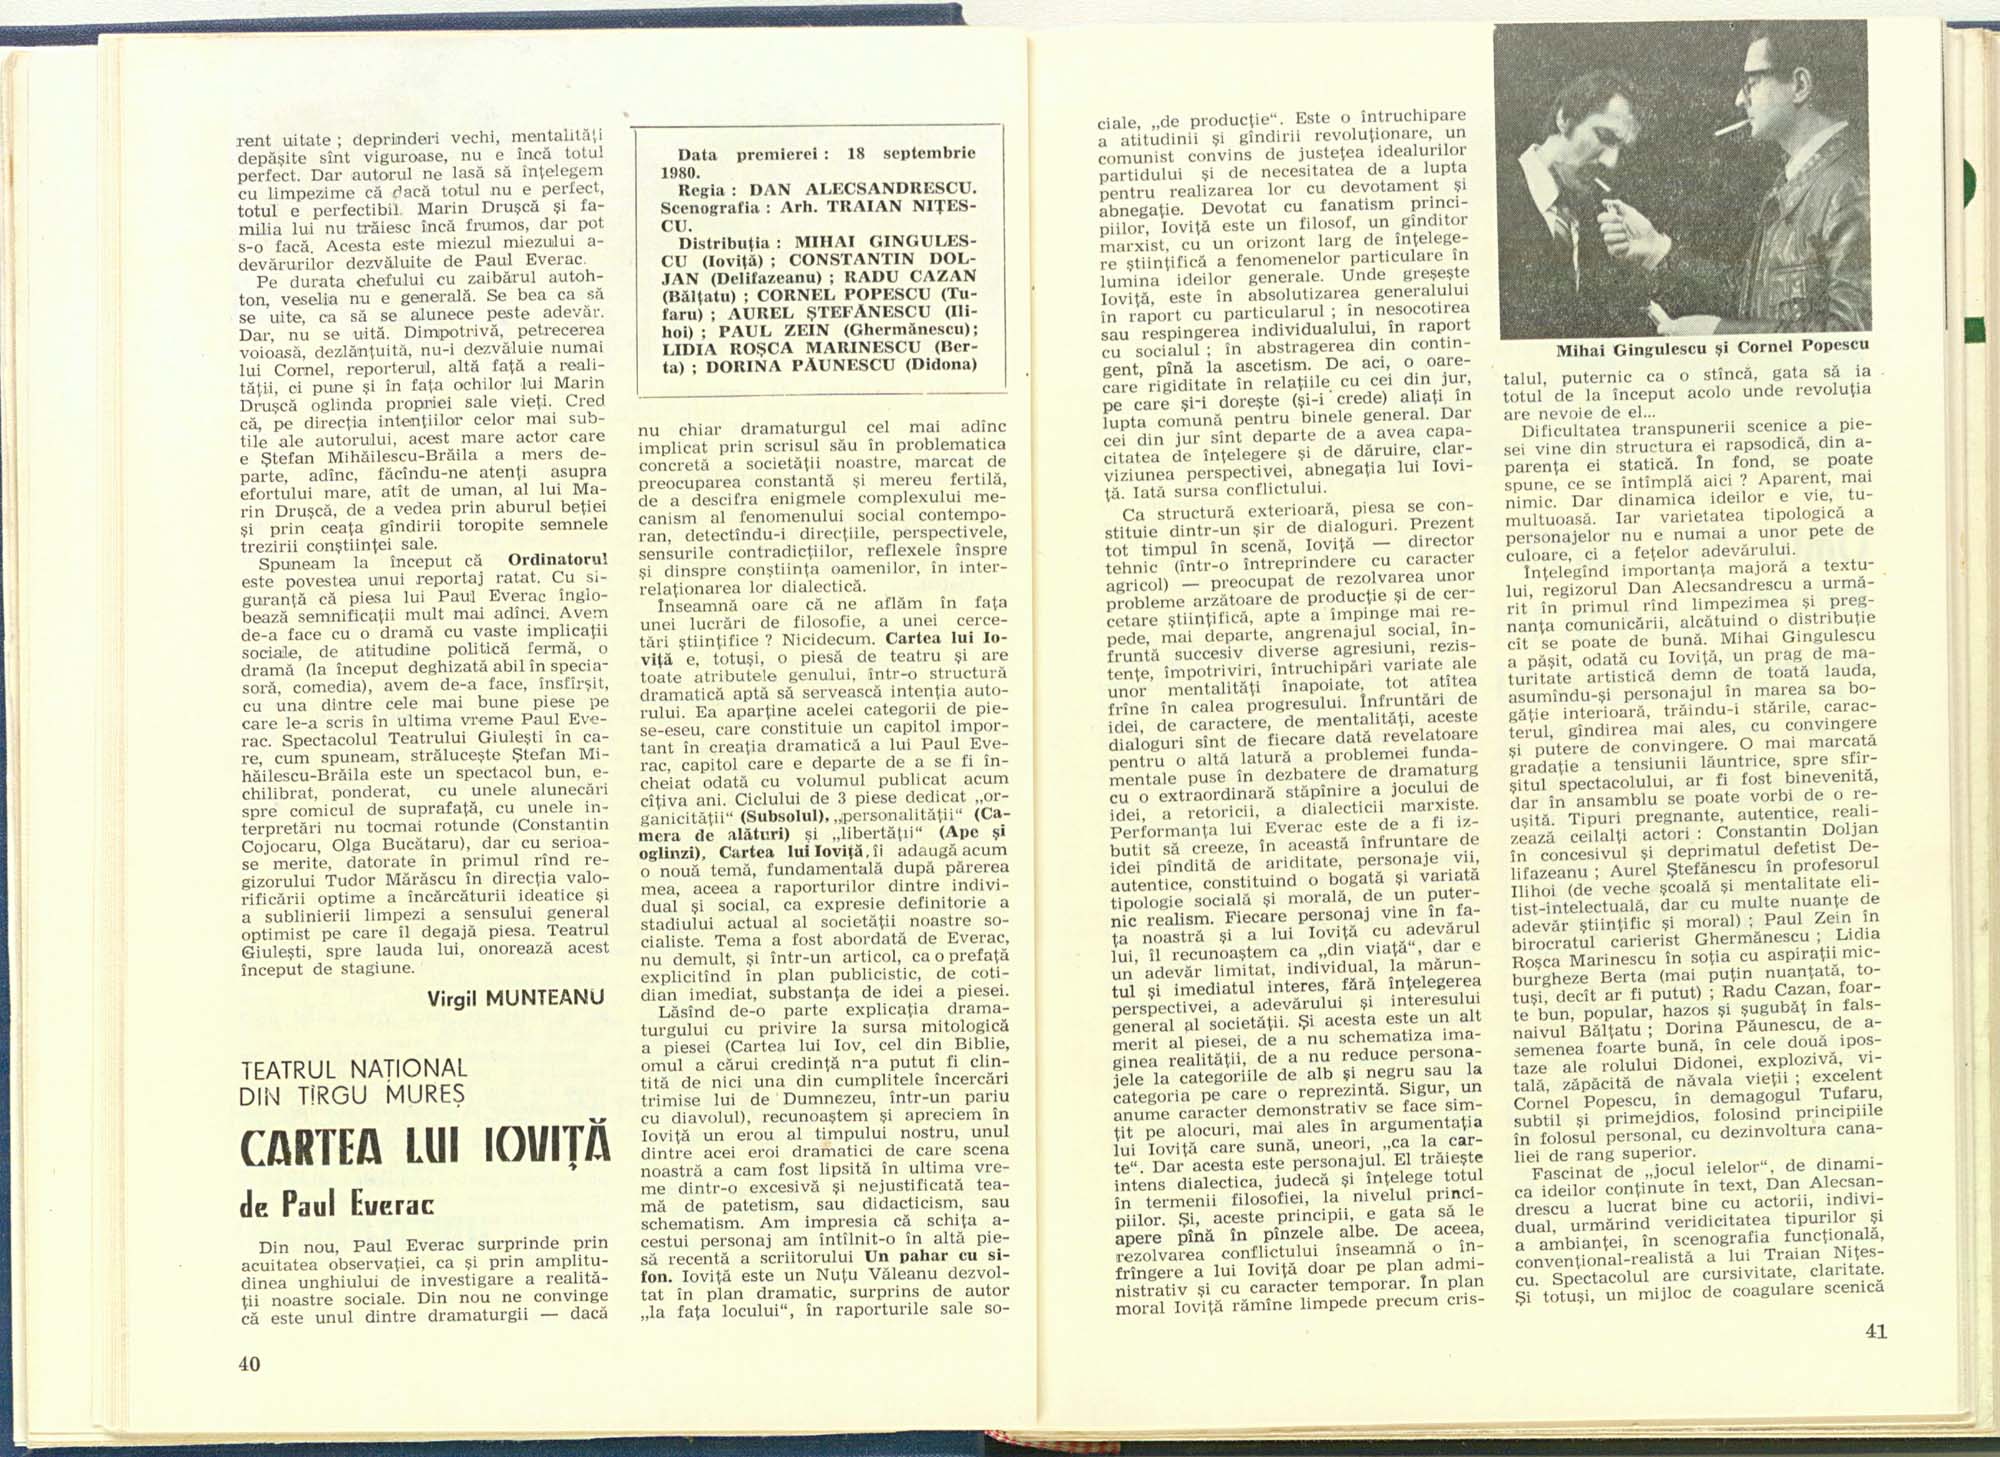 rent uitate ; deprinderi vechi, mentalități
depășite sînt viguroase, nu e încă totul
perfect. Dar autorul ne lasă să înțelegem
cu limpezime că dacă totul nu e perfect,
totul e perfectibil. Marin Drușcă și fa-
milia lui nu trăiesc încă frumos, dar pot
s-o facă. Acesta este miezul miezului a-
devărurilor dezvăluite de Paul Everac.
Pe durata chefului cu zaibărul autoh-
ton, veselia nu e generală. Se bea ca să
se uite, ca să se alunece peste adevăr.
Dar, nu se uită. Dimpotrivă, petrecerea
voioasă, dezlănțuită, nu-i dezvăluie numai
lui Cornel, reporterul, altă față a reali-
tății, ci pune și în fața ochilor lui Marin
Drușcă oglinda propriei sale vieți. Cred
că, pe direcția intențiilor celor mai sub-
tile ale autorului, acest mare actor care
e Ștefan Mihăilescu-Brăila a mers de-
parte, adînc, făcîndu-ne atenți asupra
efortului mare, atît de uman, al lui Ma-
rin Drușcă, de a vedea prin aburul beției
și prin ceața gîndirii toropite semnele
trezirii conștiinței sale.
Spuneam la început că Ordinatorul
este povestea unui reportaj ratat. Cu si-
guranță că piesa lui Paul Everac înglo-
bează semnificații mult mai adînci. Avem
de-a face cu o dramă cu vaste implicații
sociale, de atitudine politică fermă, o
dramă (la început deghizată abil în specia-
soră, comedia), avem de-a face, însfîrșit,
cu una dintre cele mai bune piese pe
care le-a scris în ultima vreme Paul Eve-
rac. Spectacolul Teatrului Giulești în ca-
re, cum spuneam, strălucește Ștefan Mi-
hăilescu-Brăila este un spectacol bun, e-
chilibrat, ponderat, cu unele alunecări
spre comicul de suprafață, cu unele in-
terpretări nu tocmai rotunde (Constantin
Cojocaru, Olga Bucătaru), dar cu serioa-
se merite, datorate în primul rînd re-
gizorului Tudor Mărăscu în direcția valo-
rificării optime a încărcăturii ideatice și
a sublinierii limpezi a sensului general
optimist pe care îl degajă piesa. Teatrul
Giulești, spre lauda lui, onorează acest
început de stagiune.
Virgil MUNTEANU
TEATRUL NAȚIONAL
DIN TÎRGU MUREȘ
CARTEA LUI IOVIȚĂ
de Paul Everac
Din nou, Paul Everac surprinde prin
acuitatea observației, ca și prin amplitu-
dinea unghiului de investigare a realită-
ții noastre sociale. Din nou ne convinge
că este unul dintre dramaturgii — dacă
40
Data premierei : 18 septembrie
1980.
Regia : DAN ALECSANDRESCU.
Scenografia : Arh. TRAIAN NIȚES-
CU.
Distribuția : MIHAI GINGULES-
CU (Ioviță) ; CONSTANTIN DOL-
JAN (Delifazeanu) ; RADU CAZAN
(Bălțatu) ; CORNEL POPESCU (Tu-
faru) ; AUREL ȘTEFĂNESCU (Ili-
hoi) ; PAUL ZEIN (Ghermănescu);
LIDIA ROȘCA MARINESCU (Ber-
ta) ; DORINA PĂUNESCU (Didona)
nu chiar dramaturgul cel mai adînc
implicat prin scrisul său în problematica
concretă a societății noastre, marcat de
preocuparea constantă și mereu fertilă,
de a descifra enigmele complexului me-
canism al fenomenului social contempo-
ran, detectîndu-i direcțiile, perspectivele,
sensurile contradicțiilor, reflexele înspre
și dinspre conștiința oamenilor, în inter-
relaționarea lor dialectică.
Înseamnă oare că ne aflăm în fața
unei lucrări de filosofie, a unei cerce-
tări științifice ? Nicidecum. Cartea lui Io-
viță e, totuși, o piesă de teatru și are
toate atributele genului, într-o structură
dramatică aptă să servească intenția auto-
rului. Ea aparține acelei categorii de pie-
se-eseu, care constituie un capitol impor-
tant în creația dramatică a lui Paul Eve-
rac, capitol care e departe de a se fi în-
cheiat odată cu volumul publicat acum
cîțiva ani. Ciclului de 3 piese dedicat „or-
ganicității“ (Subsolul), „personalității“ (Ca-
mera de alături) și „libertății“ (Ape și
oglinzi), Cartea lui Ioviță, îi adaugă acum
o nouă temă, fundamentală după părerea
mea, aceea a raporturilor dintre indivi-
dual și social, ca expresie definitorie a
stadiului actual al societății noastre so-
cialiste. Tema a fost abordată de Everac,
nu demult, și într-un articol, ca o prefață
explicitînd în plan publicistic, de coti-
dian imediat, substanța de idei a piesei.
Lăsînd de-o parte explicația drama-
turgului cu privire la sursa mitologică
a piesei (Cartea lui Iov, cel din Biblie,
omul a cărui credință n-a putut fi clin-
tită de nici una din cumplitele încercări
trimise lui de Dumnezeu, într-un pariu
cu diavolul), recunoaștem și apreciem în
Ioviță un erou al timpului nostru, unul
dintre acei eroi dramatici de care scena
noastră a cam fost lipsită în ultima vre-
me dintr-o excesivă și nejustificată tea-
mă de patetism, sau didacticism, sau
schematism. Am impresia că schița a-
cestui personaj am întîlnit-o în altă pie-
să recentă a scriitorului Un pahar cu si-
fon. Ioviță este un Nuțu Văleanu dezvol-
tat în plan dramatic, surprins de autor
„la fața locului“, în raporturile sale so-
ciale, „de producție“. Este o întruchipare
a atitudinii și gîndirii revoluționare, un
comunist convins de justețea idealurilor
partidului și de necesitatea de a lupta
pentru realizarea lor cu devotament și
abnegație. Devotat cu fanatism princi-
piilor, Ioviță este un filosof, un gînditor
marxist, cu un orizont larg de înțelege-
re științifică a fenomenelor particulare în
lumina ideilor generale. Unde greșește
Ioviță, este în absolutizarea generalului
în raport cu particularul ; în nesocotirea
sau respingerea individualului, în raport
cu socialul ; în abstragerea din contin-
gent, pînă la ascetism. De aci, o oare-
care rigiditate în relațiile cu cei din jur,
pe care și-i dorește (și-i crede) aliați în
lupta comună pentru binele general. Dar
cei din jur sînt departe de a avea capa-
citatea de înțelegere și de dăruire, clar-
viziunea perspectivei, abnegația lui Iovi-
ță. Iată sursa conflictului.
Ca structură exterioară, piesa se con-
stituie dintr-un șir de dialoguri. Prezent
tot timpul în scenă, Ioviță — director
tehnic (într-o întreprindere cu caracter
agricol) — preocupat de rezolvarea unor
probleme arzătoare de producție și de cer-
cetare științifică, apte a împinge mai re-
pede, mai departe, angrenajul social, în-
fruntă succesiv diverse agresiuni, rezis-
tențe, împotriviri, întruchipări variate ale
unor mentalități înapoiate, tot atîtea
frîne în calea progresului. Înfruntări de
idei, de caractere, de mentalități, aceste
dialoguri sînt de fiecare dată revelatoare
pentru o altă latură a problemei funda-
mentale puse în dezbatere de dramaturg
cu o extraordinară stăpînire a jocului de
idei, a retoricii, a dialecticii marxiste.
Performanța lui Everac este de a fi iz-
butit să creeze, în această înfruntare de
idei pîndită de ariditate, personaje vii,
autentice, constituind o bogată și variată
tipologie socială și morală, de un puter-
nic realism. Fiecare personaj vine în fa-
ța noastră și a lui Ioviță cu adevărul
lui, îl recunoaștem ca „din viață“, dar e
un adevăr limitat, individual, la mărun-
tul și imediatul interes, fără înțelegerea
perspectivei, a adevărului și interesului
general al societății. Și acesta este un alt
merit al piesei, de a nu schematiza ima-
ginea realității, de a nu reduce persona-
jele la categoriile de alb și negru sau la
categoria pe care o reprezintă. Sigur, un
anume caracter demonstrativ se face sim-
țit pe alocuri, mai ales în argumentația
lui Ioviță care sună, uneori, „ca la car-
te“. Dar acesta este personajul. El trăiește
intens dialectica, judecă și înțelege totul
în termenii filosofiei, la nivelul princi-
piilor. Și, aceste principii, e gata să le
apere pînă în pînzele albe. De aceea,
rezolvarea conflictului înseamnă o în-
frîngere a lui Ioviță doar pe plan admi-
nistrativ și cu caracter temporar. În plan
moral Ioviță rămîne limpede precum cris-
Mihai Gingulescu și Cornel Popescu
talul, puternic ca o stîncă, gata să ia
totul de la început acolo unde revoluția
are nevoie de el...
Dificultatea transpunerii scenice a pie-
sei vine din structura ei rapsodică, din a-
parența ei statică. În fond, se poate
spune, ce se întîmplă aici ? Aparent, mai
nimic. Dar dinamica ideilor e vie, tu-
multuoasă. Iar varietatea tipologică a
personajelor nu e numai a unor pete de
culoare, ci a fețelor adevărului.
Înțelegînd importanța majoră a textu-
lui, regizorul Dan Alecsandrescu a urmă-
rit în primul rînd limpezimea și preg-
nanța comunicării, alcătuind o distribuție
cît se poate de bună. Mihai Gingulescu
a pășit, odată cu Ioviță, un prag de ma-
turitate artistică demn de toată lauda,
asumîndu-și personajul în marea sa bo-
găție interioară, trăindu-i stările, carac-
terul, gîndirea mai ales, cu convingere
și putere de convingere. O mai marcată
gradație a tensiunii lăuntrice, spre sfîr-
șitul spectacolului, ar fi fost binevenită,
dar în ansamblu se poate vorbi de o re-
ușită. Tipuri pregnante, autentice, reali-
zează ceilalți actori : Constantin Doljan
în concesivul și deprimatul defetist De-
lifazeanu ; Aurel Ștefănescu în profesorul
Ilihoi (de veche școală și mentalitate eli-
tist-intelectuală, dar cu multe nuanțe de
adevăr științific și moral) ; Paul Zein în
birocratul carierist Ghermănescu ; Lidia
Roșca Marinescu în soția cu aspirații mic-
burgheze Berta (mai puțin nuanțată, to-
tuși, decît ar fi putut) ; Radu Cazan, foar-
te bun, popular, hazos și șugubăț în fals-
naivul Bălțatu ; Dorina Păunescu, de a-
semenea foarte bună, în cele două ipos-
taze ale rolului Didonei, explozivă, vi-
tală, zăpăcită de năvala vieții ; excelent
Cornel Popescu, în demagogul Tufaru,
subtil și primejdios, folosind principiile
în folosul personal, cu dezinvoltura cana-
liei de rang superior.
Fascinat de „jocul ielelor“, de dinami-
ca ideilor conținute în text, Dan Alecsan-
drescu a lucrat bine cu actorii, indivi-
dual, urmărind veridicitatea tipurilor și
a ambianței, în scenografia funcțională,
convențional-realistă a lui Traian Nițes-
cu. Spectacolul are cursivitate, claritate.
Și totuși, un mijloc de coagulare scenică
41